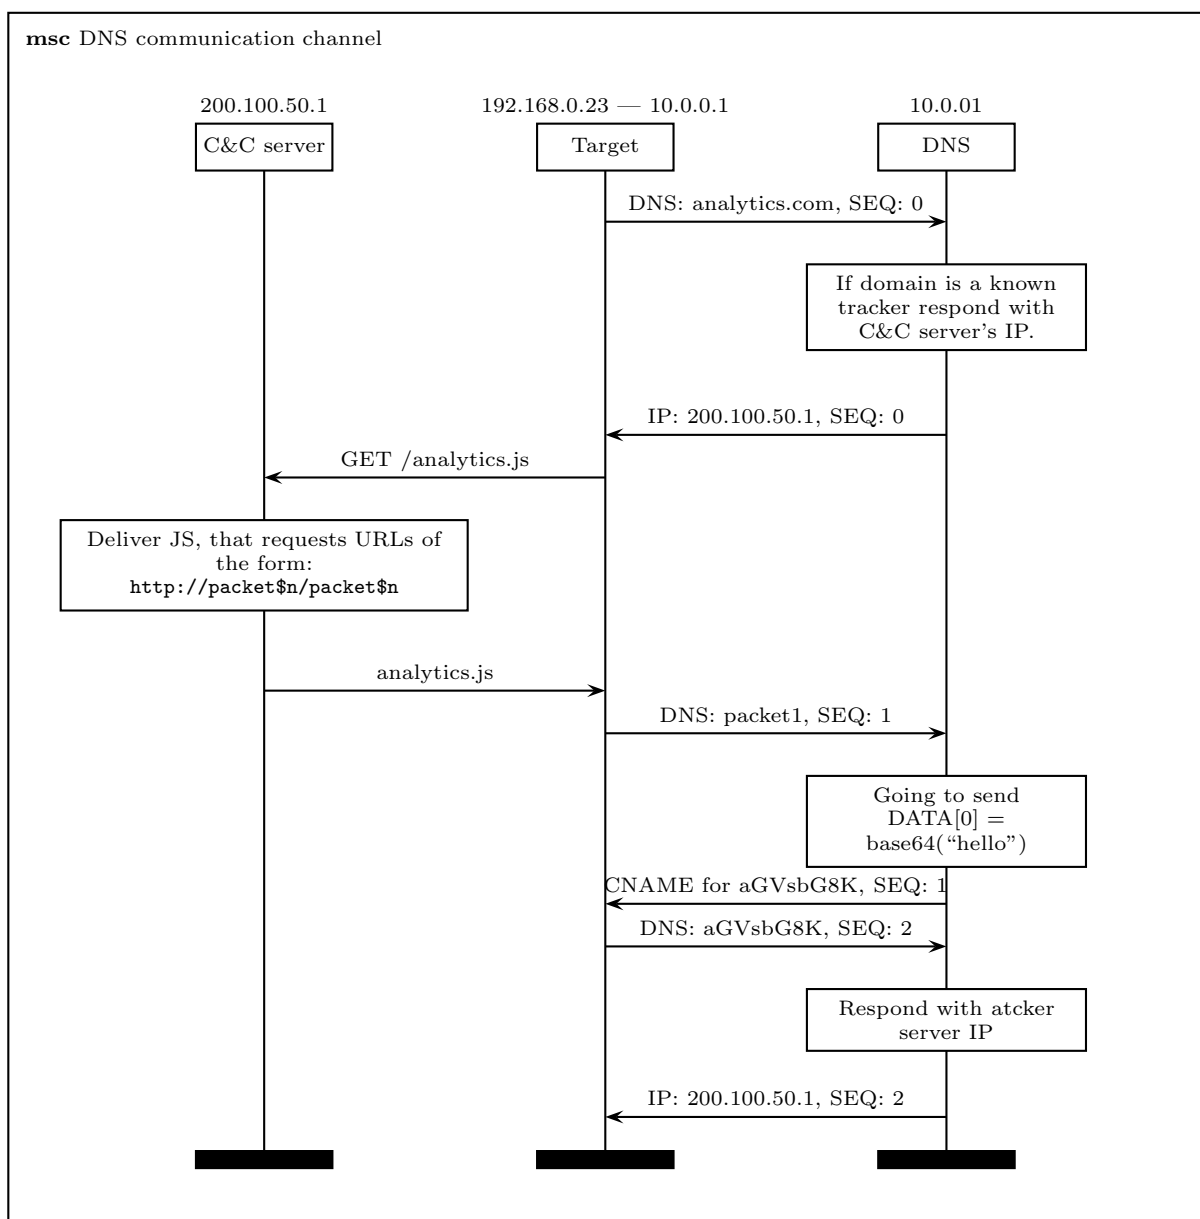 msc DNS communication channel
200.100.50.1
192.168.0.23 — 10.0.0.1
10.0.01
C&C server
Target
DNS
DNS: analytics.com, SEQ: 0
If domain is a known
tracker respond with
C&C server's IP.
IP: 200.100.50.1, SEQ: 0
GET /analytics.js
Deliver JS, that requests URLs of
the form:
http://packet$n/packet$n
analytics.js
DNS: packet1, SEQ: 1
Going to send
DATA[0] =
base64(“hello”)
CNAME for aGVsbG8K, SEQ: 1
DNS: aGVsbG8K, SEQ: 2
Respond with atcker
server IP
IP: 200.100.50.1, SEQ: 2